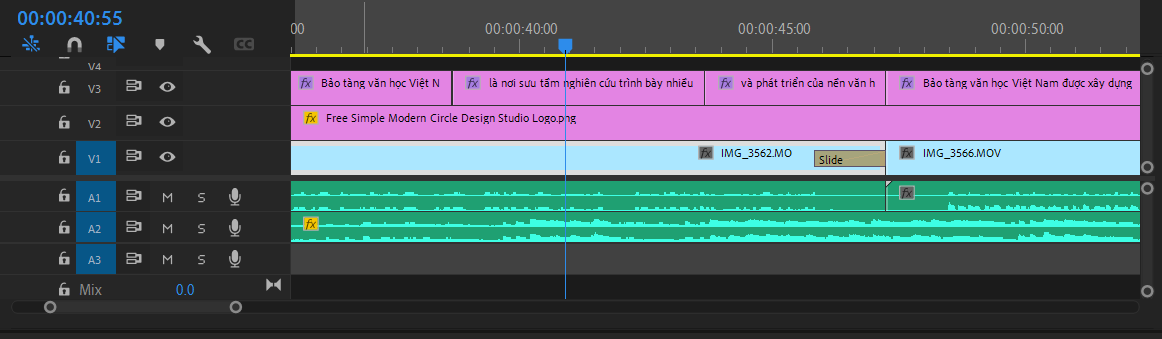 00:00:40:55
:00 00:00:40:00 00:00:45:00 00:00:50:00
CC
V4
V3 Bảo tàng văn học Việt N là nơi sưu tầm nghiên cứu trình bày nhiều và phát triển của nền văn h Bảo tàng văn học Việt Nam được xây dựng
V2 Free Simple Modern Circle Design Studio Logo.png
V1 IMG_3562.MO Slide IMG_3566.MOV
A1 M S
A2 M S
A3 M S
Mix 0.0